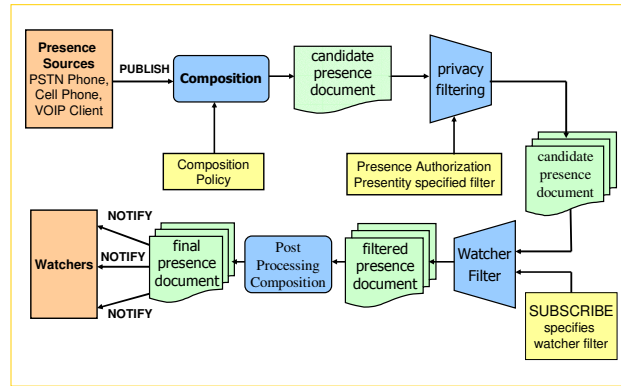 Presence
Sources
PSTN Phone,
Cell Phone,
VOIP Client
PUBLISH
Composition
candidate
presence
document
privacy
filtering
Composition
Policy
Presence Authorization
Presentity specified filter
candidate
presence
document
Watchers
NOTIFY
NOTIFY
NOTIFY
final
presence
document
Post
Processing
Composition
filtered
presence
document
Watcher
Filter
SUBSCRIBE
specifies
watcher filter